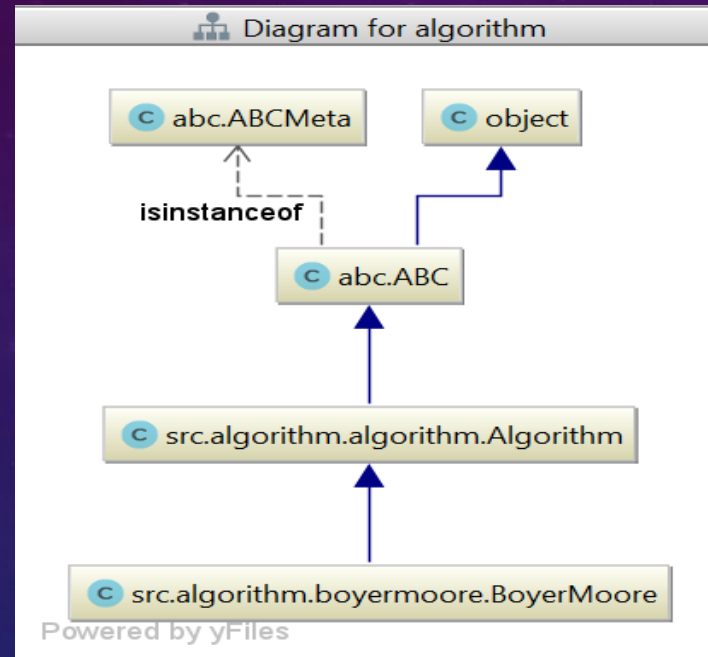 Diagram for algorithm
C abc.ABCMeta
C object
isinstanceof
C abc.ABC
C src.algorithm.algorithm.Algorithm
C src.algorithm.boyermoore.BoyerMoore
Powered by yFiles